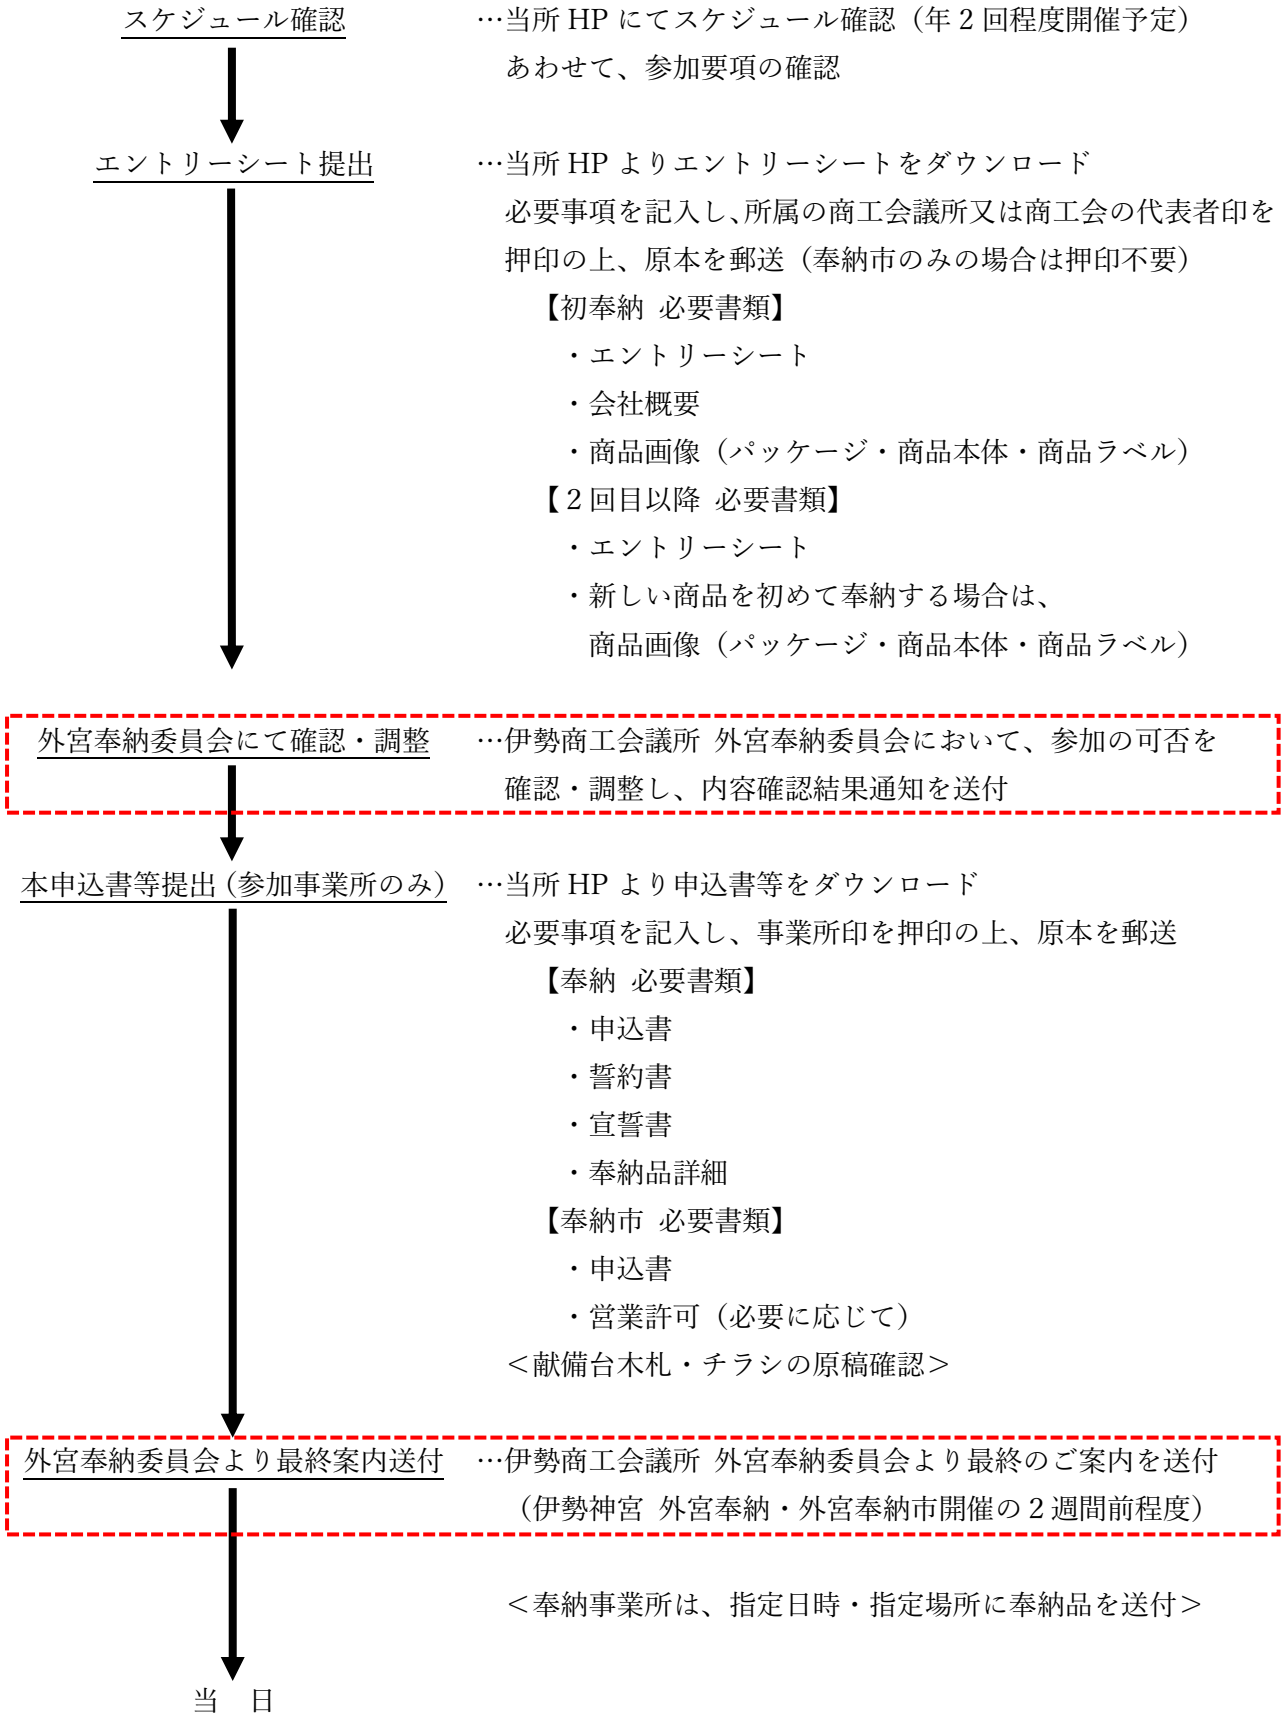 スケジュール確認 …当所 HP にてスケジュール確認（年２回程度開催予定）
あわせて、参加要項の確認
エントリーシート提出 …当所 HP よりエントリーシートをダウンロード
必要事項を記入し、所属の商工会議所又は商工会の代表者印を
押印の上、原本を郵送（奉納市のみの場合は押印不要）
【初奉納 必要書類】
・エントリーシート
・会社概要
・商品画像（パッケージ・商品本体・商品ラベル）
【２回目以降 必要書類】
・エントリーシート
・新しい商品を初めて奉納する場合は、
商品画像（パッケージ・商品本体・商品ラベル）
外宮奉納委員会にて確認・調整 …伊勢商工会議所 外宮奉納委員会において、参加の可否を
確認・調整し、内容確認結果通知を送付
本申込書等提出（参加事業所のみ） …当所 HP より申込書等をダウンロード
必要事項を記入し、事業所印を押印の上、原本を郵送
【奉納 必要書類】
・申込書
・誓約書
・宣誓書
・奉納品詳細
【奉納市 必要書類】
・申込書
・営業許可（必要に応じて）
＜献備台木札・チラシの原稿確認＞
外宮奉納委員会より最終案内送付 …伊勢商工会議所 外宮奉納委員会より最終のご案内を送付
（伊勢神宮 外宮奉納・外宮奉納市開催の２週間前程度）
＜奉納事業所は、指定日時・指定場所に奉納品を送付＞
当　日